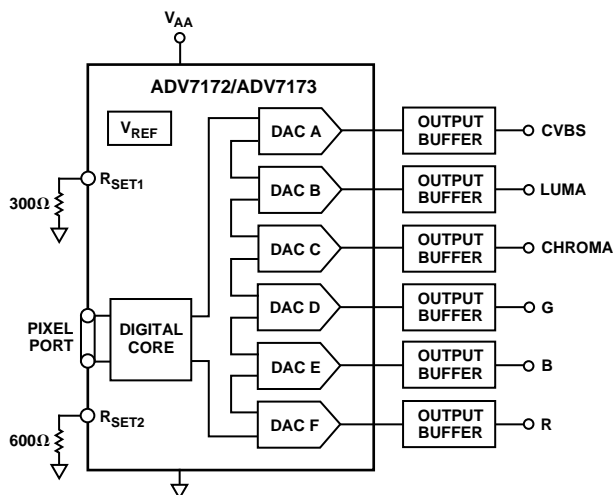 VAA
ADV7172/ADV7173
VREF
DAC A
OUTPUT
BUFFER
CVBS
RSET1
300Ω
DAC B
OUTPUT
BUFFER
LUMA
DAC C
OUTPUT
BUFFER
CHROMA
PIXEL
PORT
DIGITAL
CORE
DAC D
OUTPUT
BUFFER
G
DAC E
OUTPUT
BUFFER
B
RSET2
600Ω
DAC F
OUTPUT
BUFFER
R